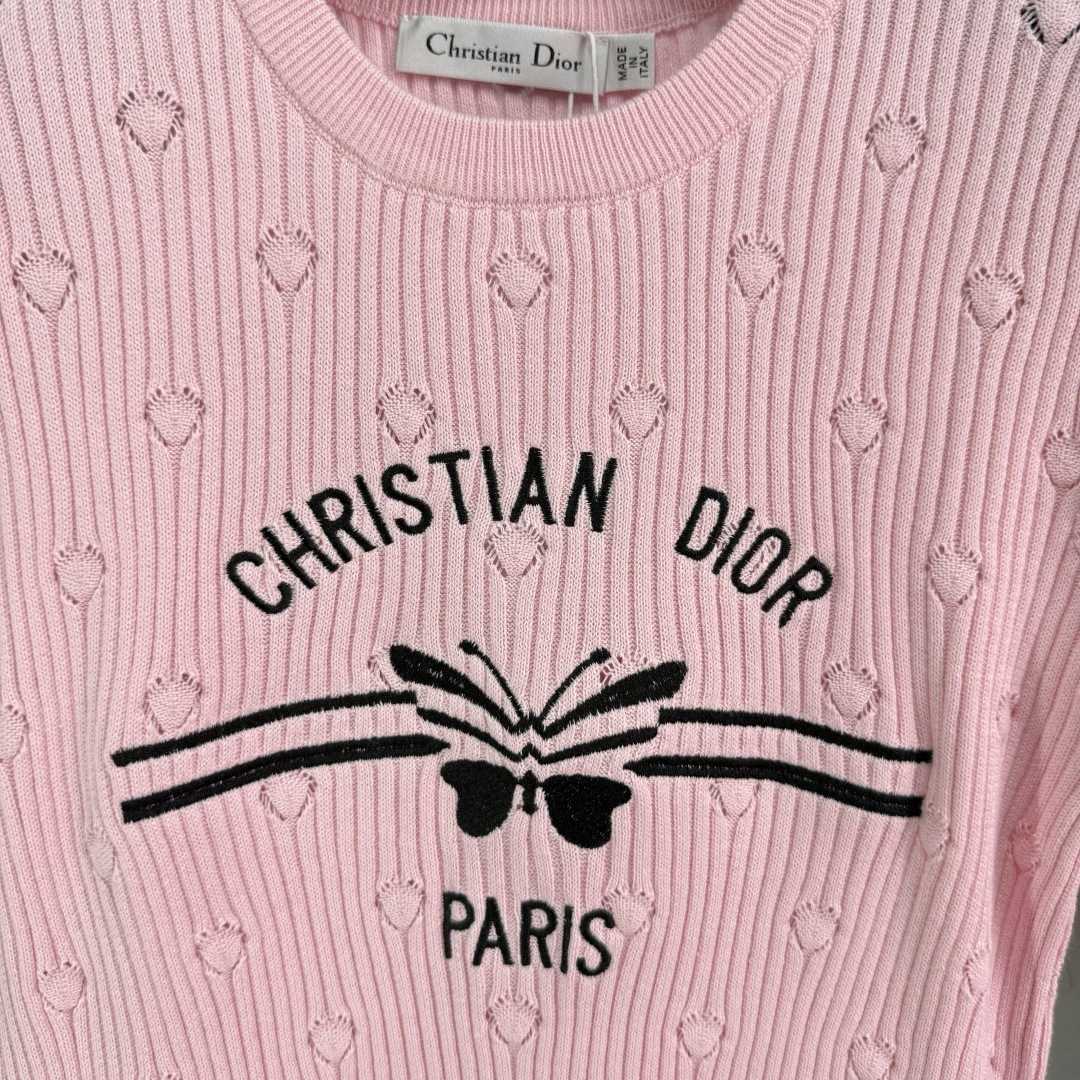 Christian Dior
PARIS
MADE
IN
ITALY
CHRISTIAN DIOR
PARIS